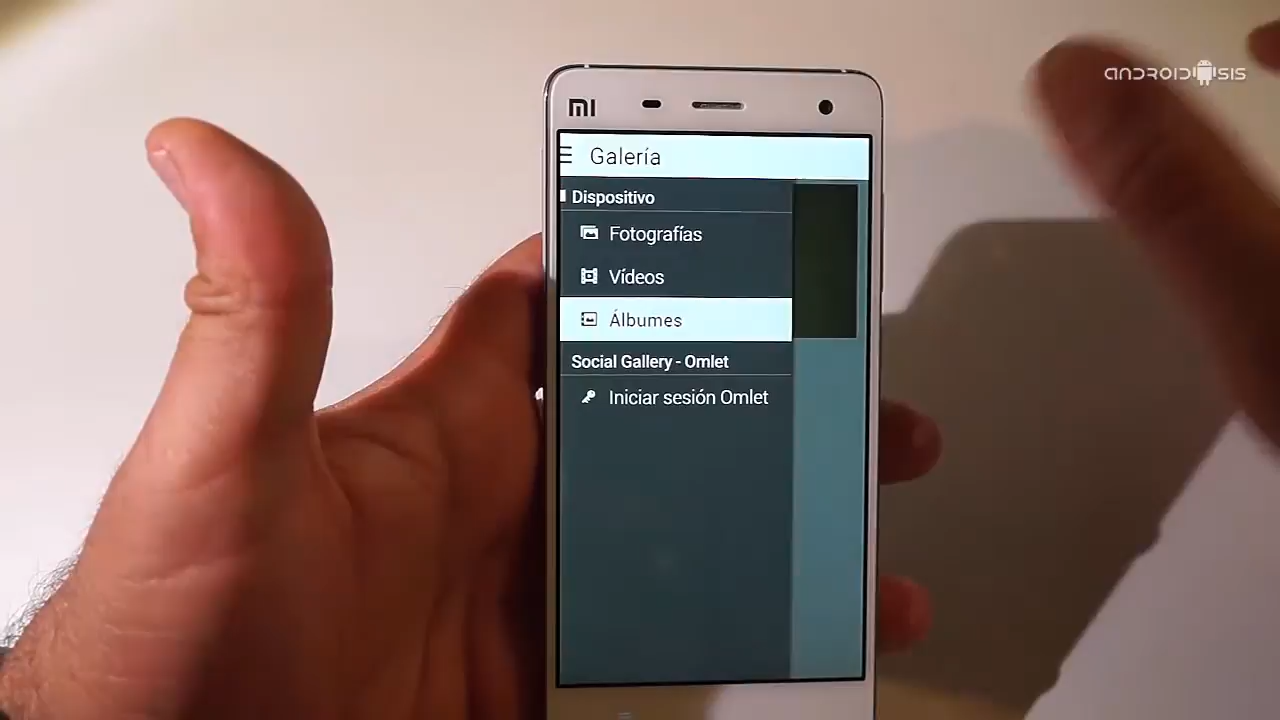 ANDROIDSIS
MI
Galería
Dispositivo
Fotografías
Vídeos
Álbumes
Social Gallery - Omlet
Iniciar sesión Omlet